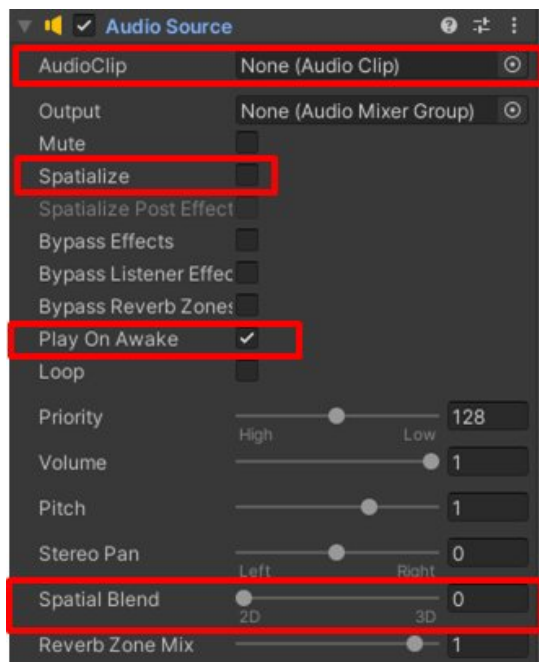 Audio Source
AudioClip None (Audio Clip)
Output None (Audio Mixer Group)
Mute
Spatialize
Spatialize Post Effect
Bypass Effects
Bypass Listener Effec
Bypass Reverb Zones
Play On Awake
Loop
Priority 128
High Low
Volume 1
Pitch 1
Stereo Pan 0
Left Right
Spatial Blend 0
2D 3D
Reverb Zone Mix 1